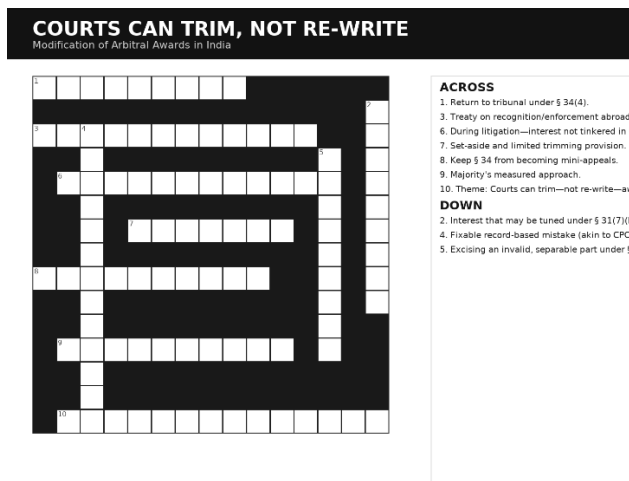 COURTS CAN TRIM, NOT RE-WRITE
Modification of Arbitral Awards in India
1
2
3
4
5
6
7
8
9
10
ACROSS
1. Return to tribunal under § 34(4).
3. Treaty on recognition/enforcement abroad
6. During litigation—interest not tinkered in
7. Set-aside and limited trimming provision.
8. Keep § 34 from becoming mini-appeals.
9. Majority's measured approach.
10. Theme: Courts can trim—not re-write—aw
DOWN
2. Interest that may be tuned under § 31(7)(
4. Fixable record-based mistake (akin to CPC
5. Excising an invalid, separable part under §